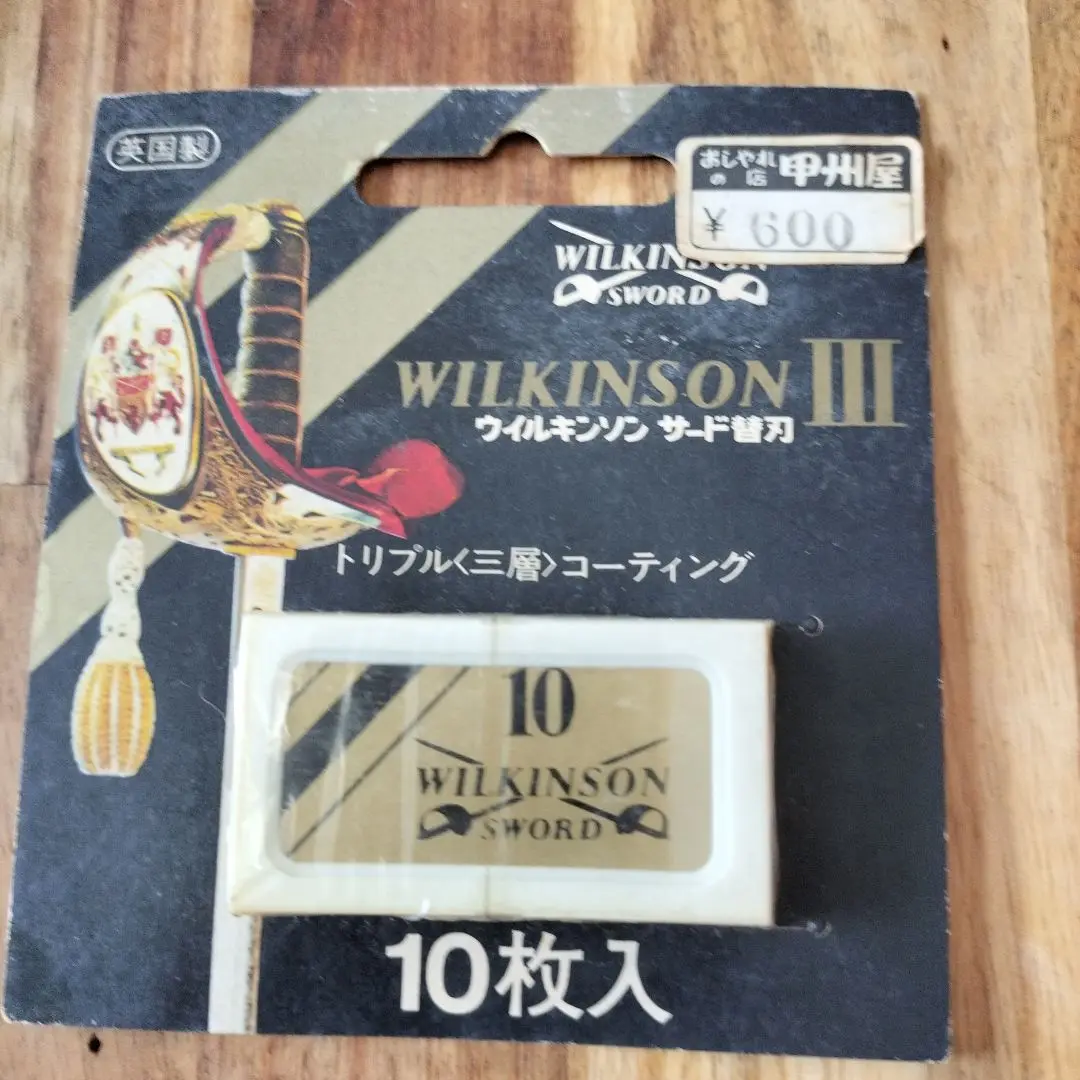 英国製
おしゃれの店 甲州屋
¥600
WILKINSON
SWORD
WILKINSON III
ウイルキンソン サード替刃
トリプル〈三層〉コーティング
10
WILKINSON
SWORD
10枚入